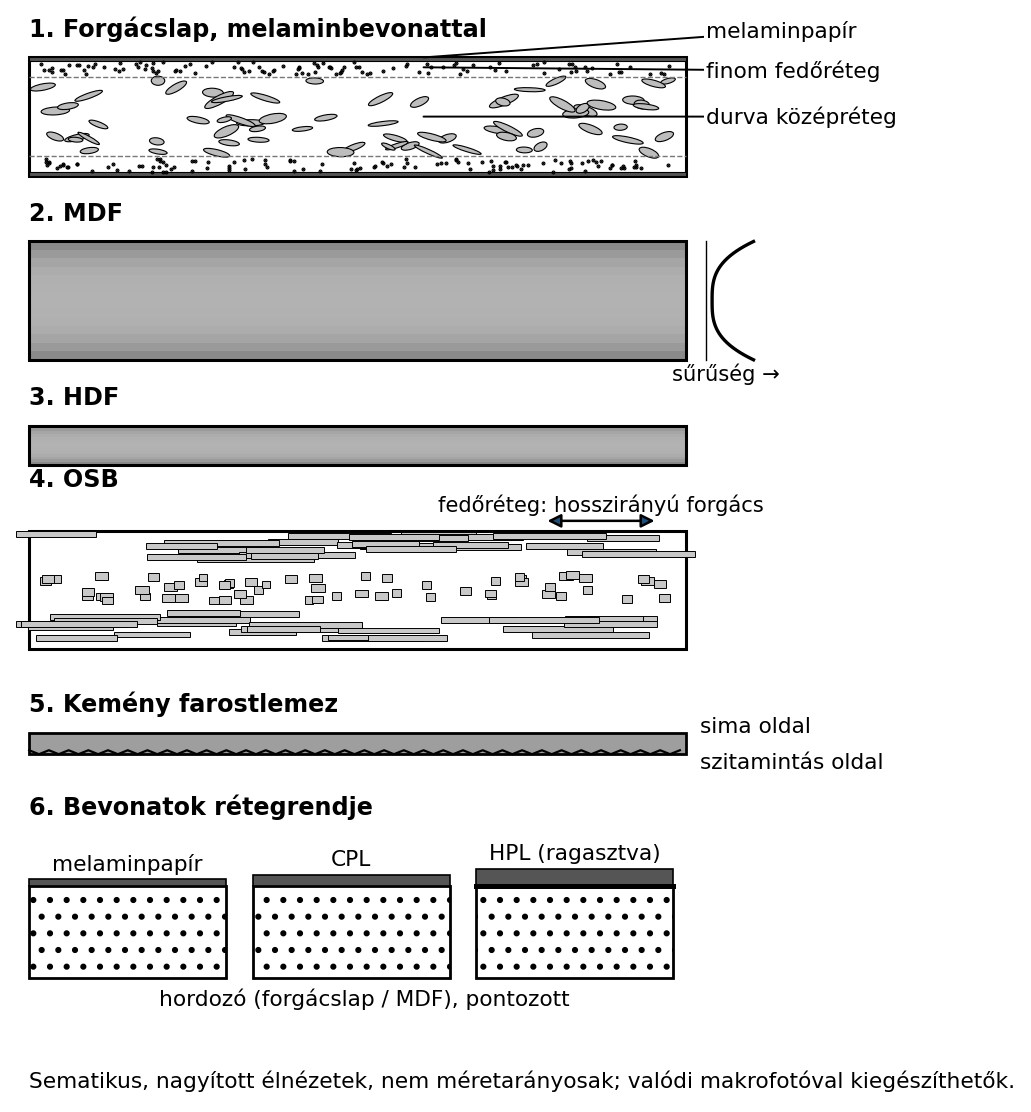 1. Forgácslap, melaminbevonattal
melaminpapír
finom fedőréteg
durva középréteg
2. MDF
sűrűség →
3. HDF
4. OSB
fedőréteg: hosszirányú forgács
5. Kemény farostlemez
sima oldal
szitamintás oldal
6. Bevonatok rétegrendje
melaminpapír
CPL
HPL (ragasztva)
hordozó (forgácslap / MDF), pontozott
Sematikus, nagyított élnézetek, nem méretarányosak; valódi makrofotóval kiegészíthetők.